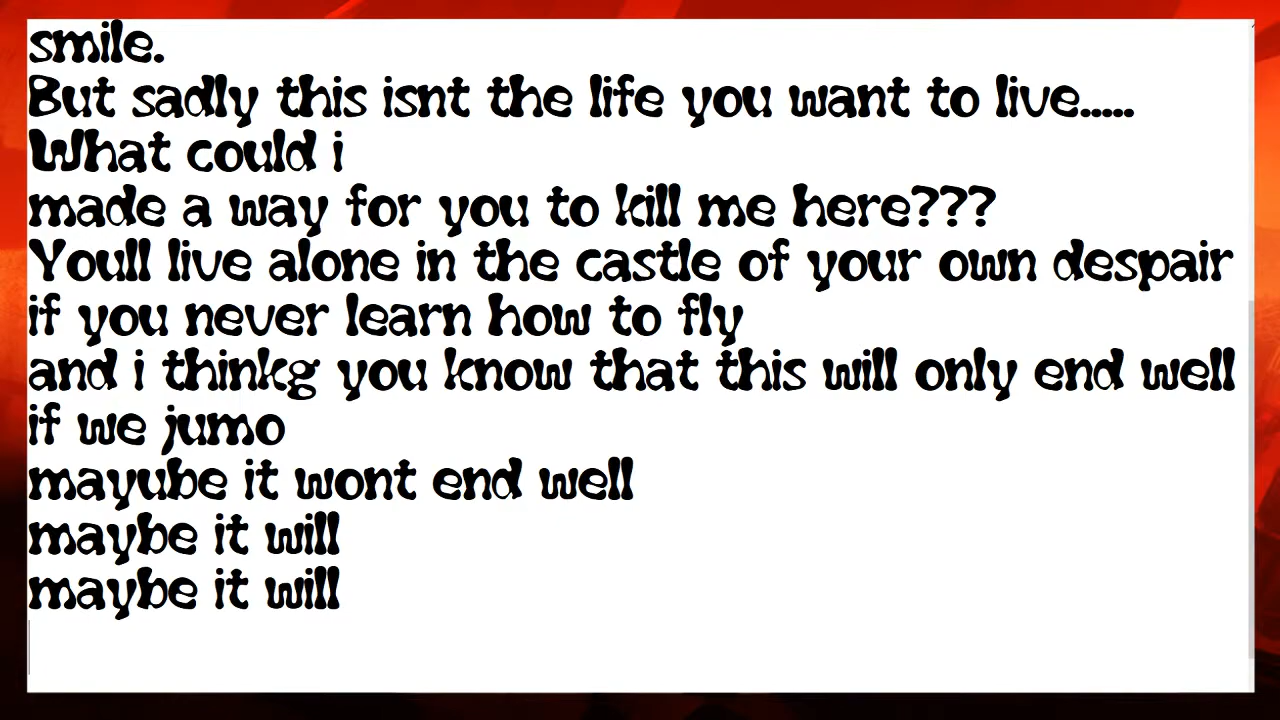 smile.
But sadly this isnt the life you want to live.....
What could i
made a way for you to kill me here???
Youll live alone in the castle of your own despair
if you never learn how to fly
and i thinkg you know that this will only end well
if we jumo
mayube it wont end well
maybe it will
maybe it will